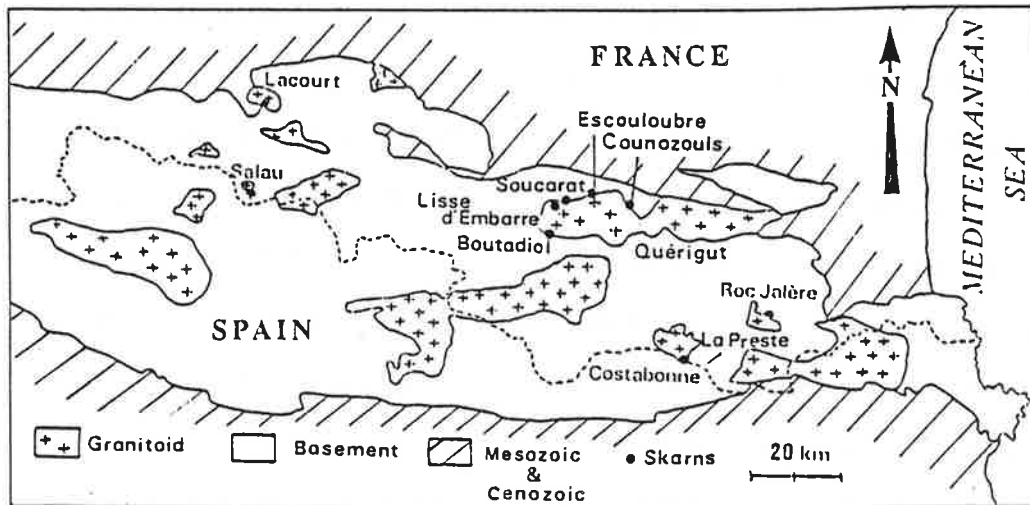 FRANCE
Lacourt
N
Escouloubre
Counozouls
Salau
Soucarat
Lisse
d'Embarre
Boutadiol
Quérigut
MEDITERRANEAN
SEA
Roc Jalère
SPAIN
La Preste
Costabonne
Granitoid
Basement
Mesozoic
&
Cenozoic
Skarns
20 km